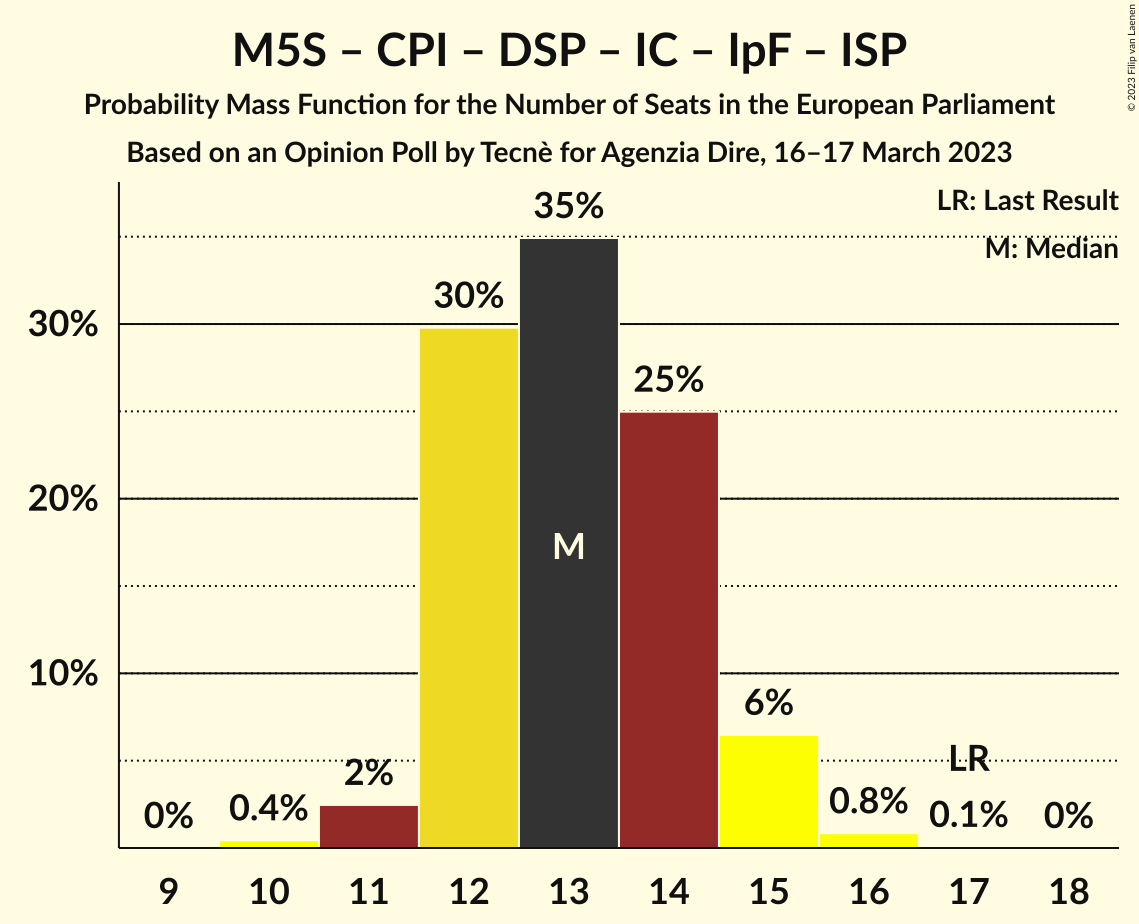 M5S – CPI – DSP – IC – IpF – ISP
Probability Mass Function for the Number of Seats in the European Parliament
Based on an Opinion Poll by Tecnè for Agenzia Dire, 16–17 March 2023
© 2023 Filip van Laenen
LR: Last Result
M: Median
30%
20%
10%
0%
0.4%
2%
30%
35%
M
25%
6%
0.8%
LR
0.1%
0%
9 10 11 12 13 14 15 16 17 18